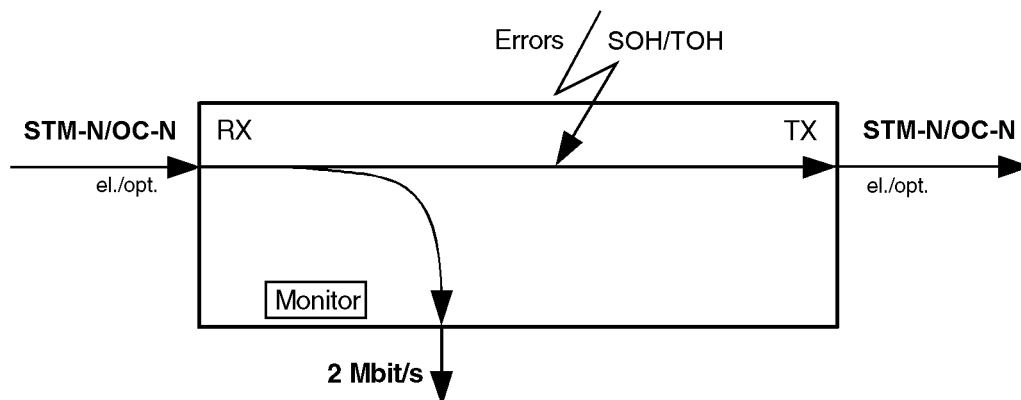 Errors SOH/TOH
STM-N/OC-N RX TX STM-N/OC-N
el./opt. el./opt.
Monitor
2 Mbit/s